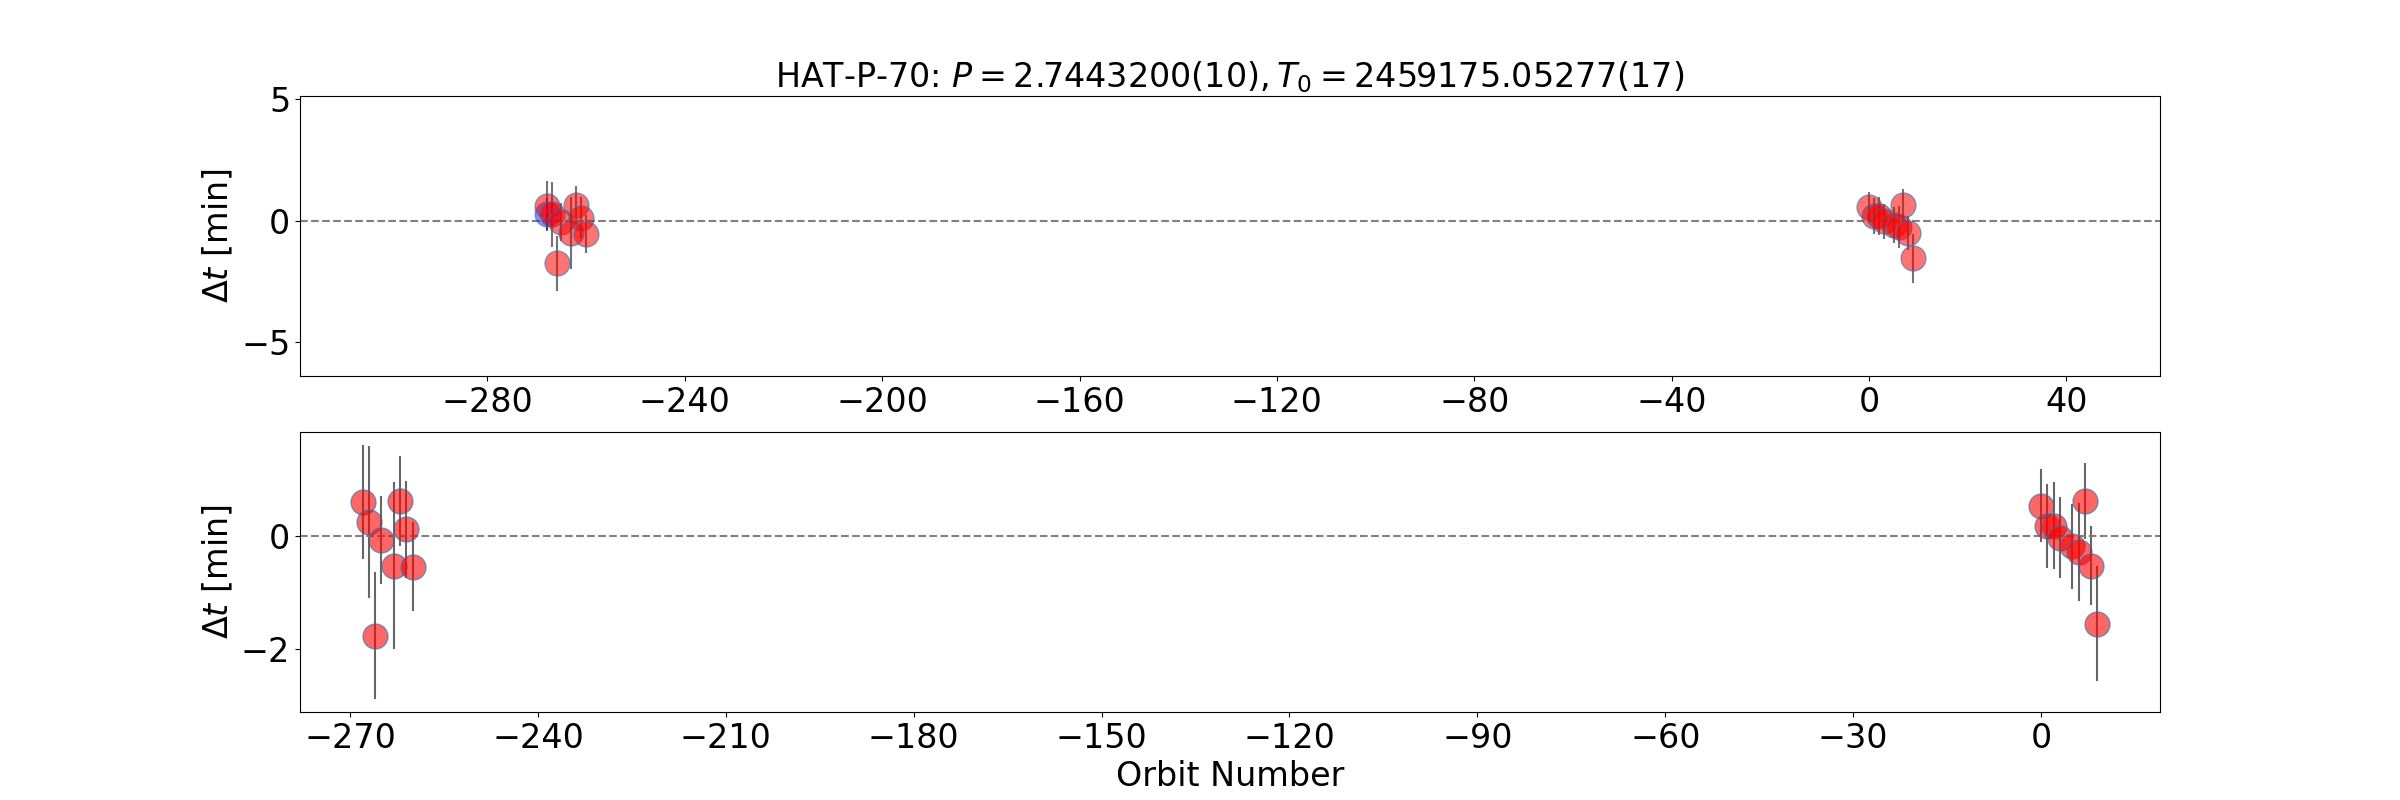 HAT-P-70: P = 2.7443200(10), T₀ = 2459175.05277(17)
5
0
−5
Δt [min]
−280 −240 −200 −160 −120 −80 −40 0 40
0
−2
Δt [min]
−270 −240 −210 −180 −150 −120 −90 −60 −30 0
Orbit Number